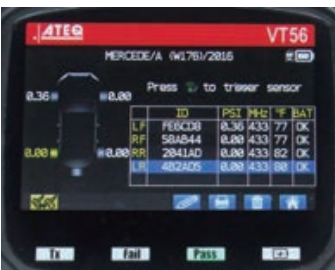 ATEQ VT56
MERCEDE/A (W176)/2016
Press to trigger sensor
0.36 0.00
ID PSI MHz °F BAT
LF FE6CD8 0.36 433 77 OK
RF 58AB44 0.00 433 77 OK
0.00 0.00 RR 2041AD 0.00 433 82 OK
LR 402AD5 0.00 433 80 OK
Tx Fail Pass